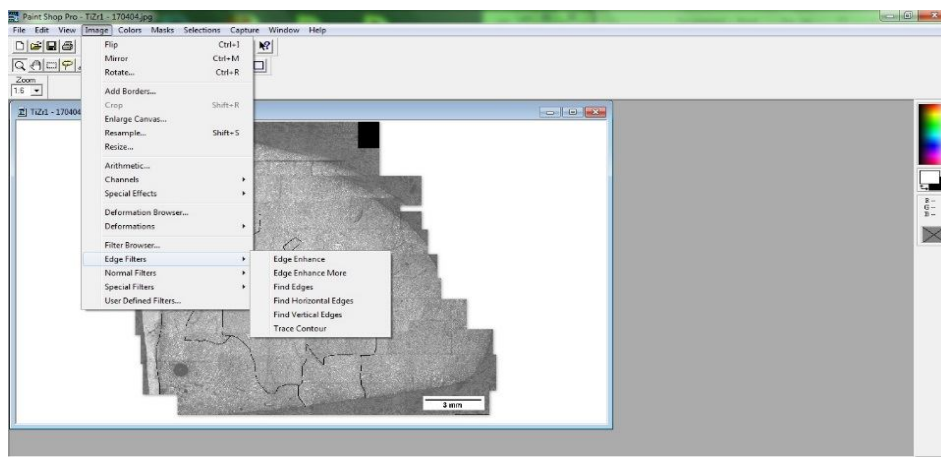 Paint Shop Pro - TiZr1 - 170404.jpg
File Edit View Image Colors Masks Selections Capture Window Help
Flip Ctrl+I
Mirror Ctrl+M
Rotate... Ctrl+R
Zoom
1:6
Add Borders...
Crop Shift+R
TiZr1 - 170404
Enlarge Canvas...
Resample... Shift+S
Resize...
Arithmetic...
Channels
Special Effects
Deformation Browser...
Deformations
Filter Browser...
Edge Filters
Normal Filters
Special Filters
User Defined Filters...
Edge Enhance
Edge Enhance More
Find Edges
Find Horizontal Edges
Find Vertical Edges
Trace Contour
3 mm